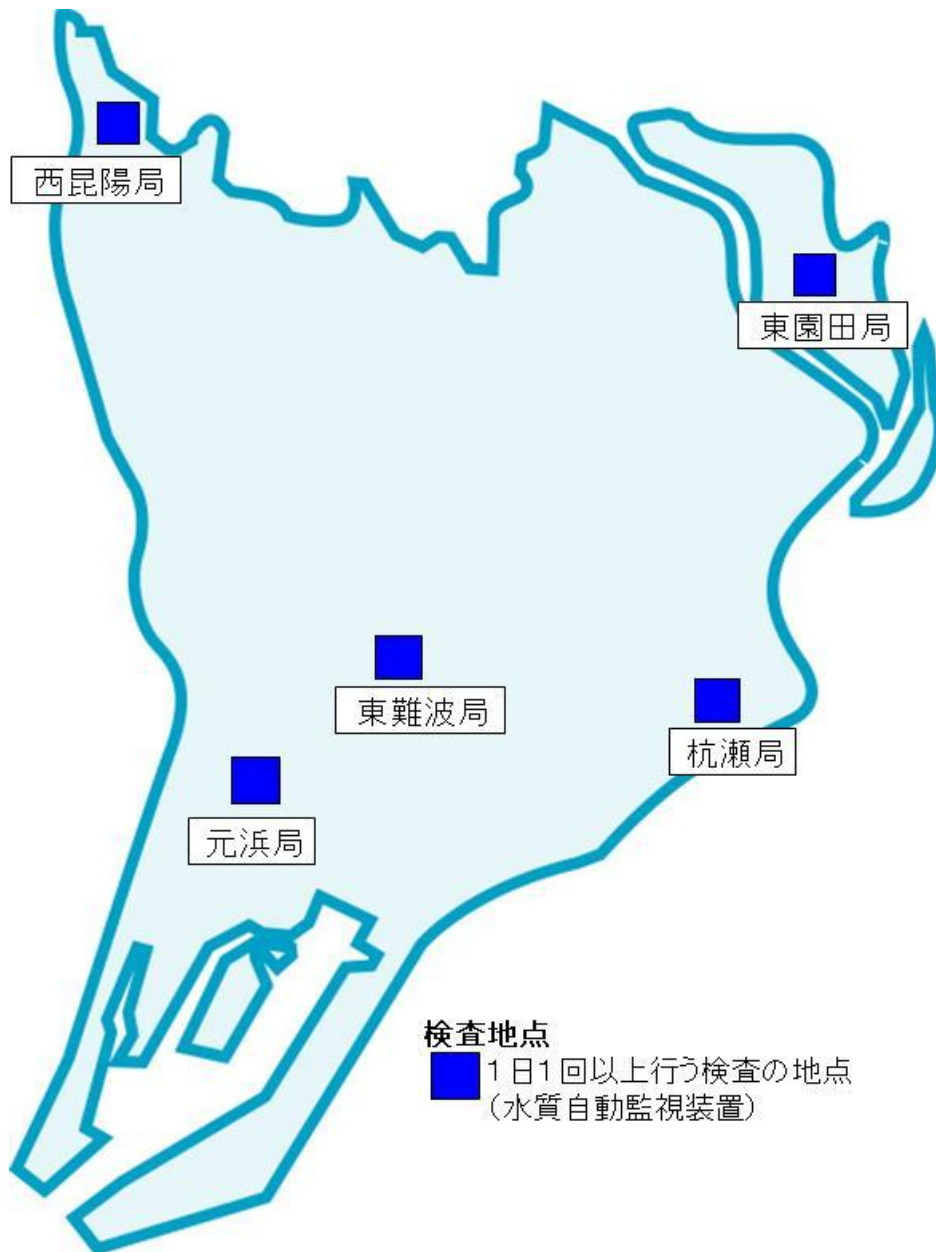 西昆陽局
東園田局
東難波局
杭瀬局
元浜局
検査地点
1日1回以上行う検査の地点
(水質自動監視装置)